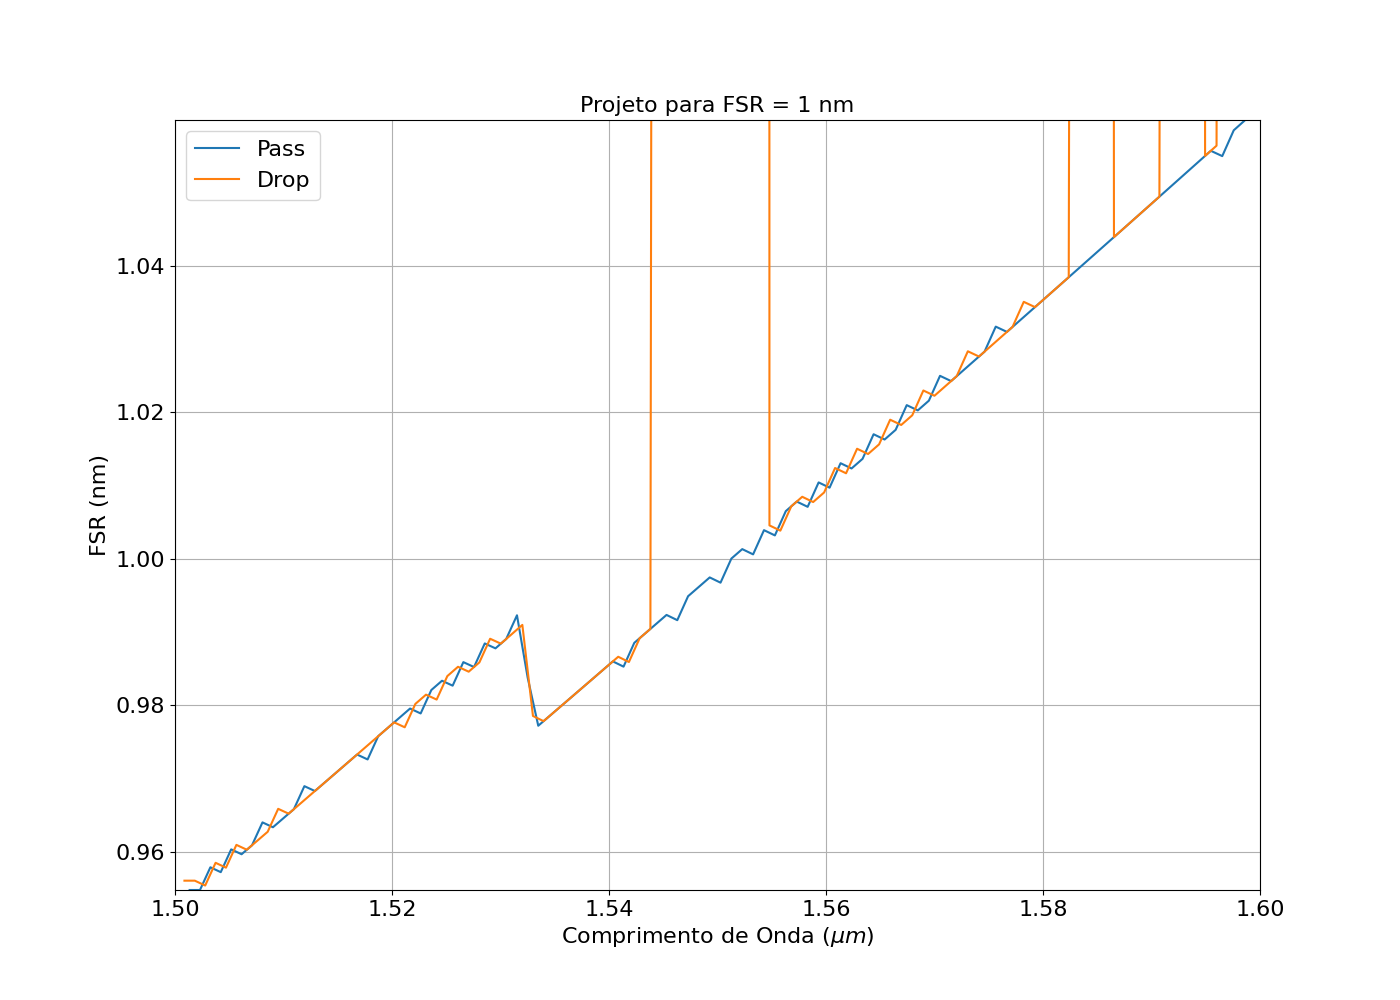 Projeto para FSR = 1 nm
Pass
Drop
FSR (nm)
1.04
1.02
1.00
0.98
0.96
1.50 1.52 1.54 1.56 1.58 1.60
Comprimento de Onda (μm)